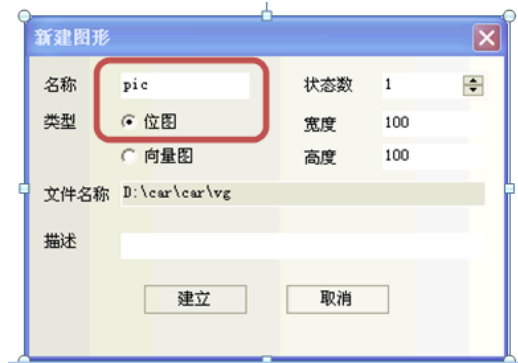 新建图形
名称 pic 状态数 1
类型 位图 宽度 100
向量图 高度 100
文件名称 D:\car\car\vg
描述
建立 取消